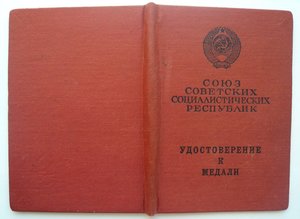 СОЮЗ
СОВЕТСКИХ
СОЦИАЛИСТИЧЕСКИХ
РЕСПУБЛИК
УДОСТОВЕРЕНИЕ
К
МЕДАЛИ